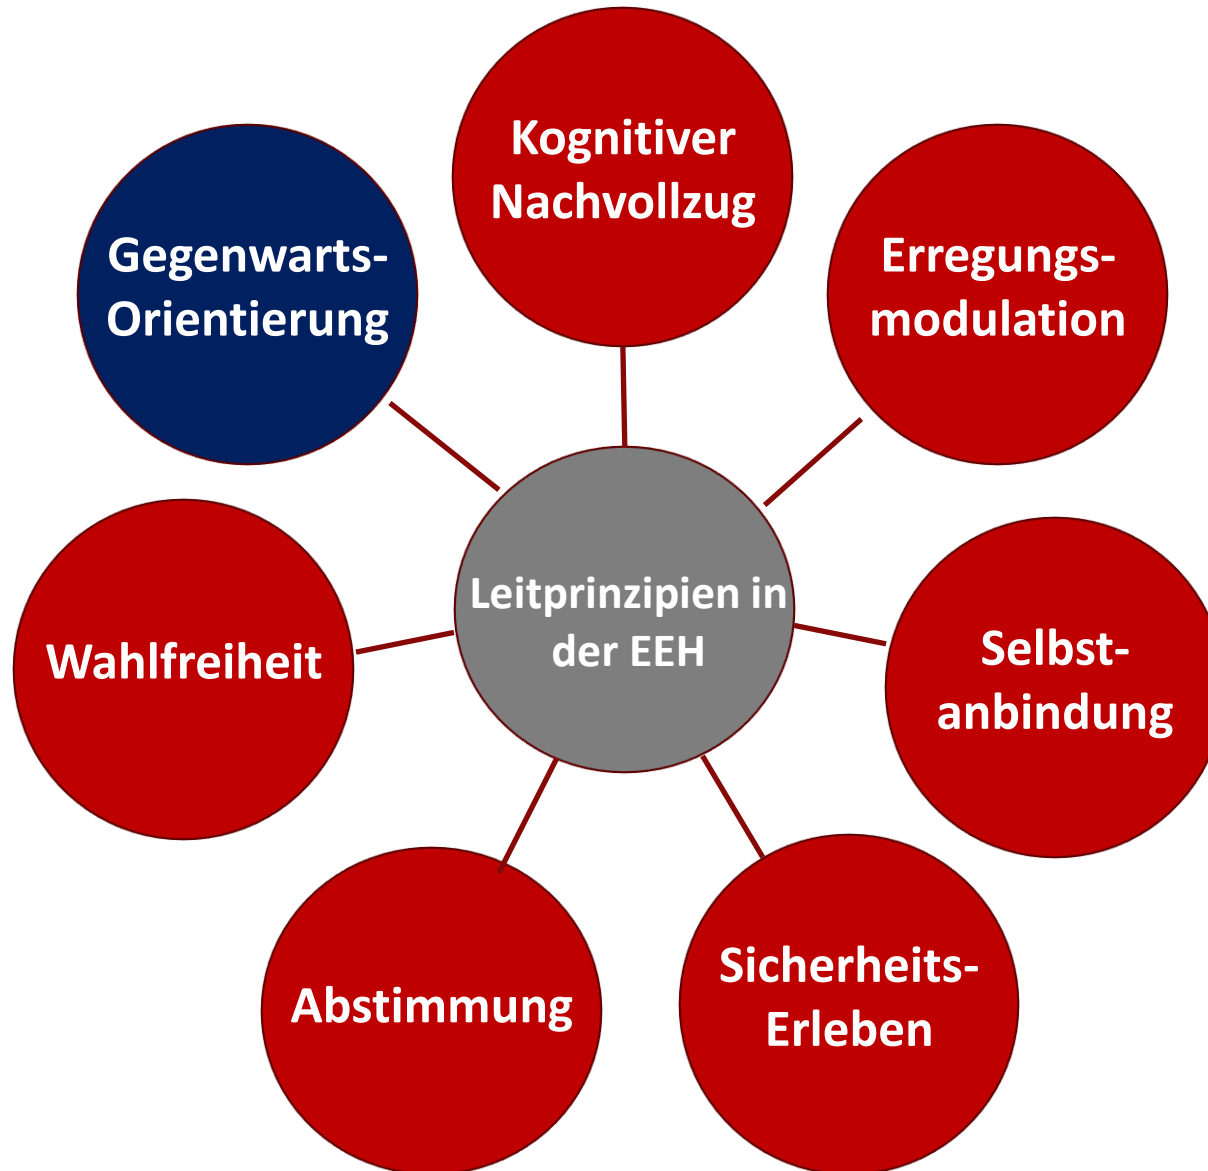 Kognitiver
Nachvollzug
Gegenwarts-
Orientierung
Erregungs-
modulation
Leitprinzipien in
der EEH
Wahlfreiheit
Selbst-
anbindung
Abstimmung
Sicherheits-
Erleben